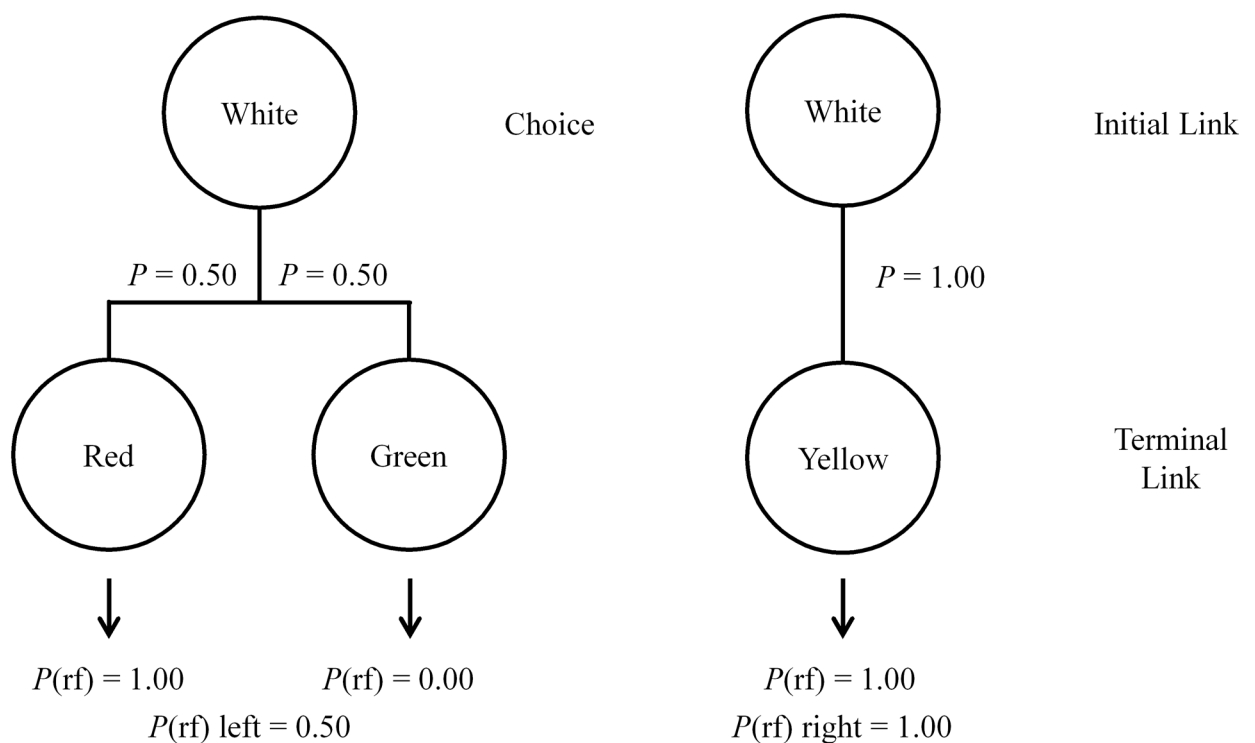 White
Choice
White
Initial Link
P = 0.50
P = 0.50
P = 1.00
Red
Green
Yellow
Terminal
Link
P(rf) = 1.00
P(rf) = 0.00
P(rf) = 1.00
P(rf) left = 0.50
P(rf) right = 1.00